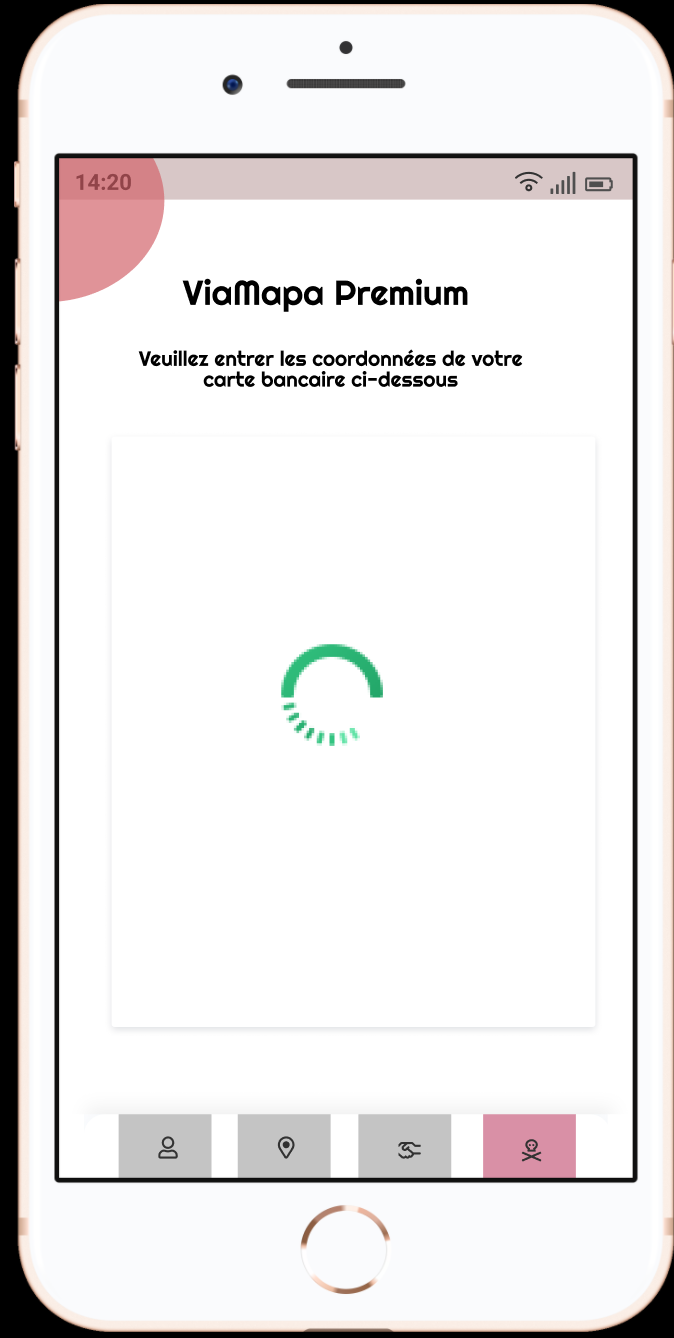 14:20
ViaMapa Premium
Veuillez entrer les coordonnées de votre
carte bancaire ci-dessous